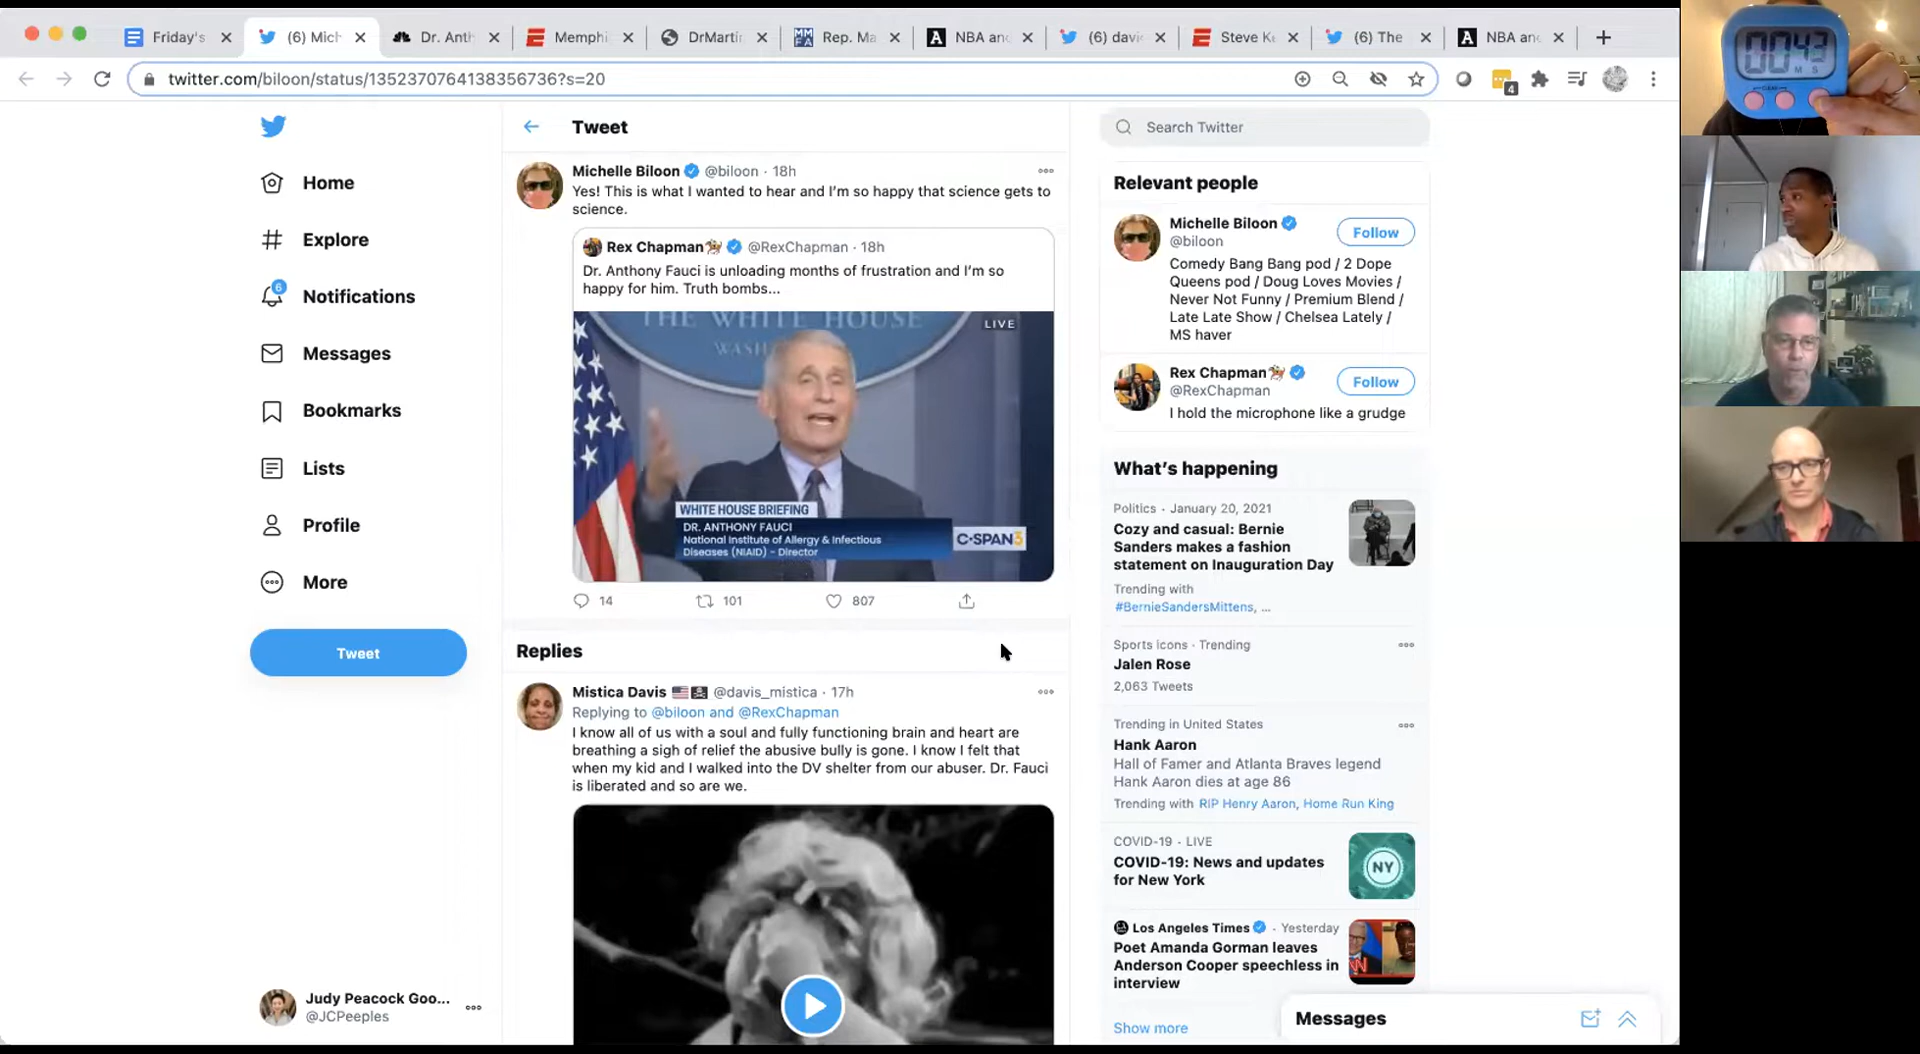 Friday's
(6) Mich
Dr. Anth
Memphi
DrMartin
MM
FA
Rep. Ma
A
NBA and
(6) davi
Steve Ke
(6) The
A
NBA and
twitter.com/biloon/status/1352370764138356736?s=20
4
Tweet
Search Twitter
Home
Explore
6
Notifications
Messages
Bookmarks
Lists
Profile
More
Tweet
Judy Peacock Goo...
@JCPeeples
Michelle Biloon @biloon · 18h
Yes! This is what I wanted to hear and I'm so happy that science gets to
science.
Rex Chapman @RexChapman · 18h
Dr. Anthony Fauci is unloading months of frustration and I'm so
happy for him. Truth bombs...
THE WHITE HOUSE
LIVE
WASH
WHITE HOUSE BRIEFING
DR. ANTHONY FAUCI
National Institute of Allergy & Infectious
Diseases (NIAID) - Director
C-SPAN3
14
101
807
Replies
Mistica Davis @davis_mistica · 17h
Replying to @biloon and @RexChapman
I know all of us with a soul and fully functioning brain and heart are
breathing a sigh of relief the abusive bully is gone. I know I felt that
when my kid and I walked into the DV shelter from our abuser. Dr. Fauci
is liberated and so are we.
Relevant people
Michelle Biloon
@biloon
Follow
Comedy Bang Bang pod / 2 Dope
Queens pod / Doug Loves Movies /
Never Not Funny / Premium Blend /
Late Late Show / Chelsea Lately /
MS haver
Rex Chapman
@RexChapman
Follow
I hold the microphone like a grudge
What's happening
Politics · January 20, 2021
Cozy and casual: Bernie
Sanders makes a fashion
statement on Inauguration Day
Trending with
#BernieSandersMittens, ...
Sports icons · Trending
Jalen Rose
2,063 Tweets
Trending in United States
Hank Aaron
Hall of Famer and Atlanta Braves legend
Hank Aaron dies at age 86
Trending with RIP Henry Aaron, Home Run King
COVID-19 · LIVE
COVID-19: News and updates
for New York
NY
Los Angeles Times · Yesterday
Poet Amanda Gorman leaves
Anderson Cooper speechless in
interview
Show more
Messages
0043
M S